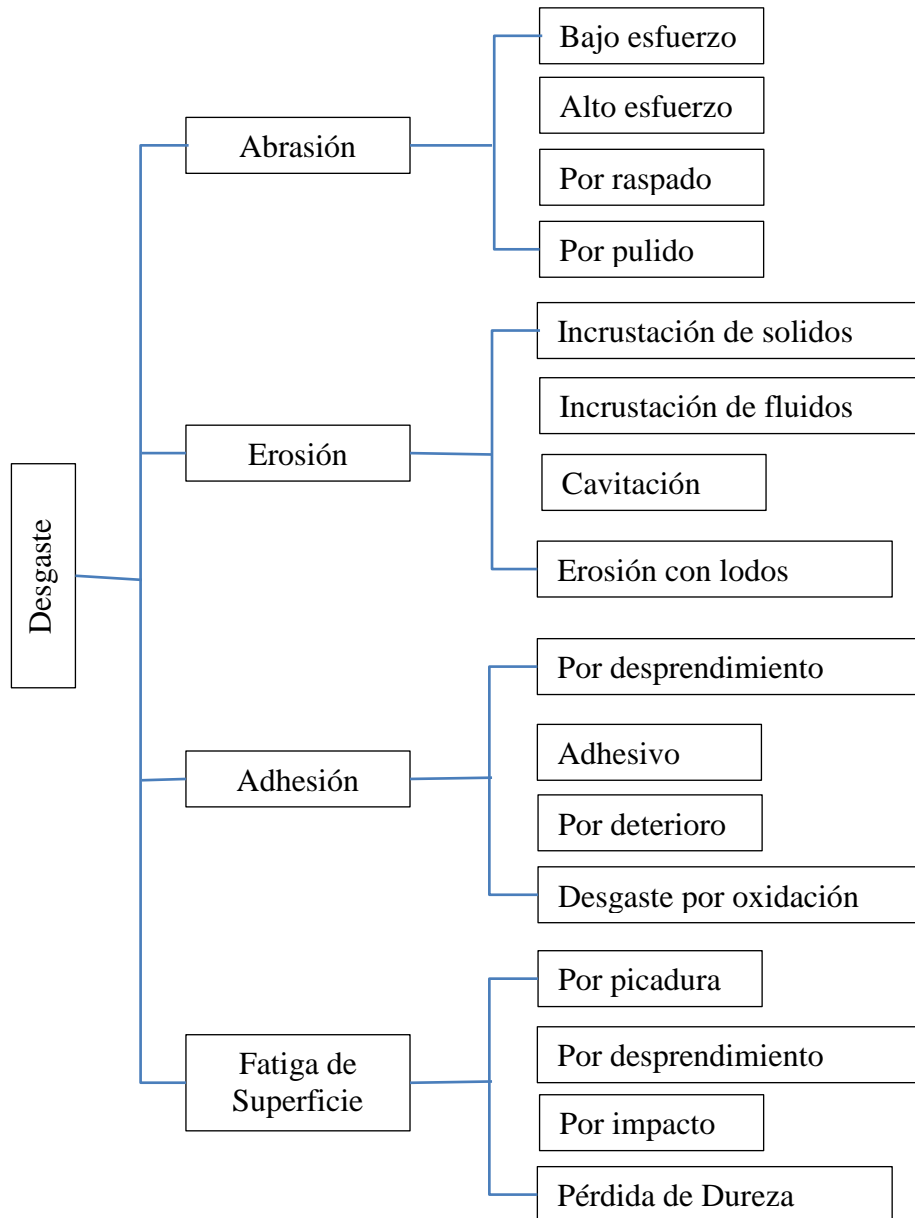 Desgaste
Abrasión
Bajo esfuerzo
Alto esfuerzo
Por raspado
Por pulido
Erosión
Incrustación de solidos
Incrustación de fluidos
Cavitación
Erosión con lodos
Adhesión
Por desprendimiento
Adhesivo
Por deterioro
Desgaste por oxidación
Fatiga de
Superficie
Por picadura
Por desprendimiento
Por impacto
Pérdida de Dureza